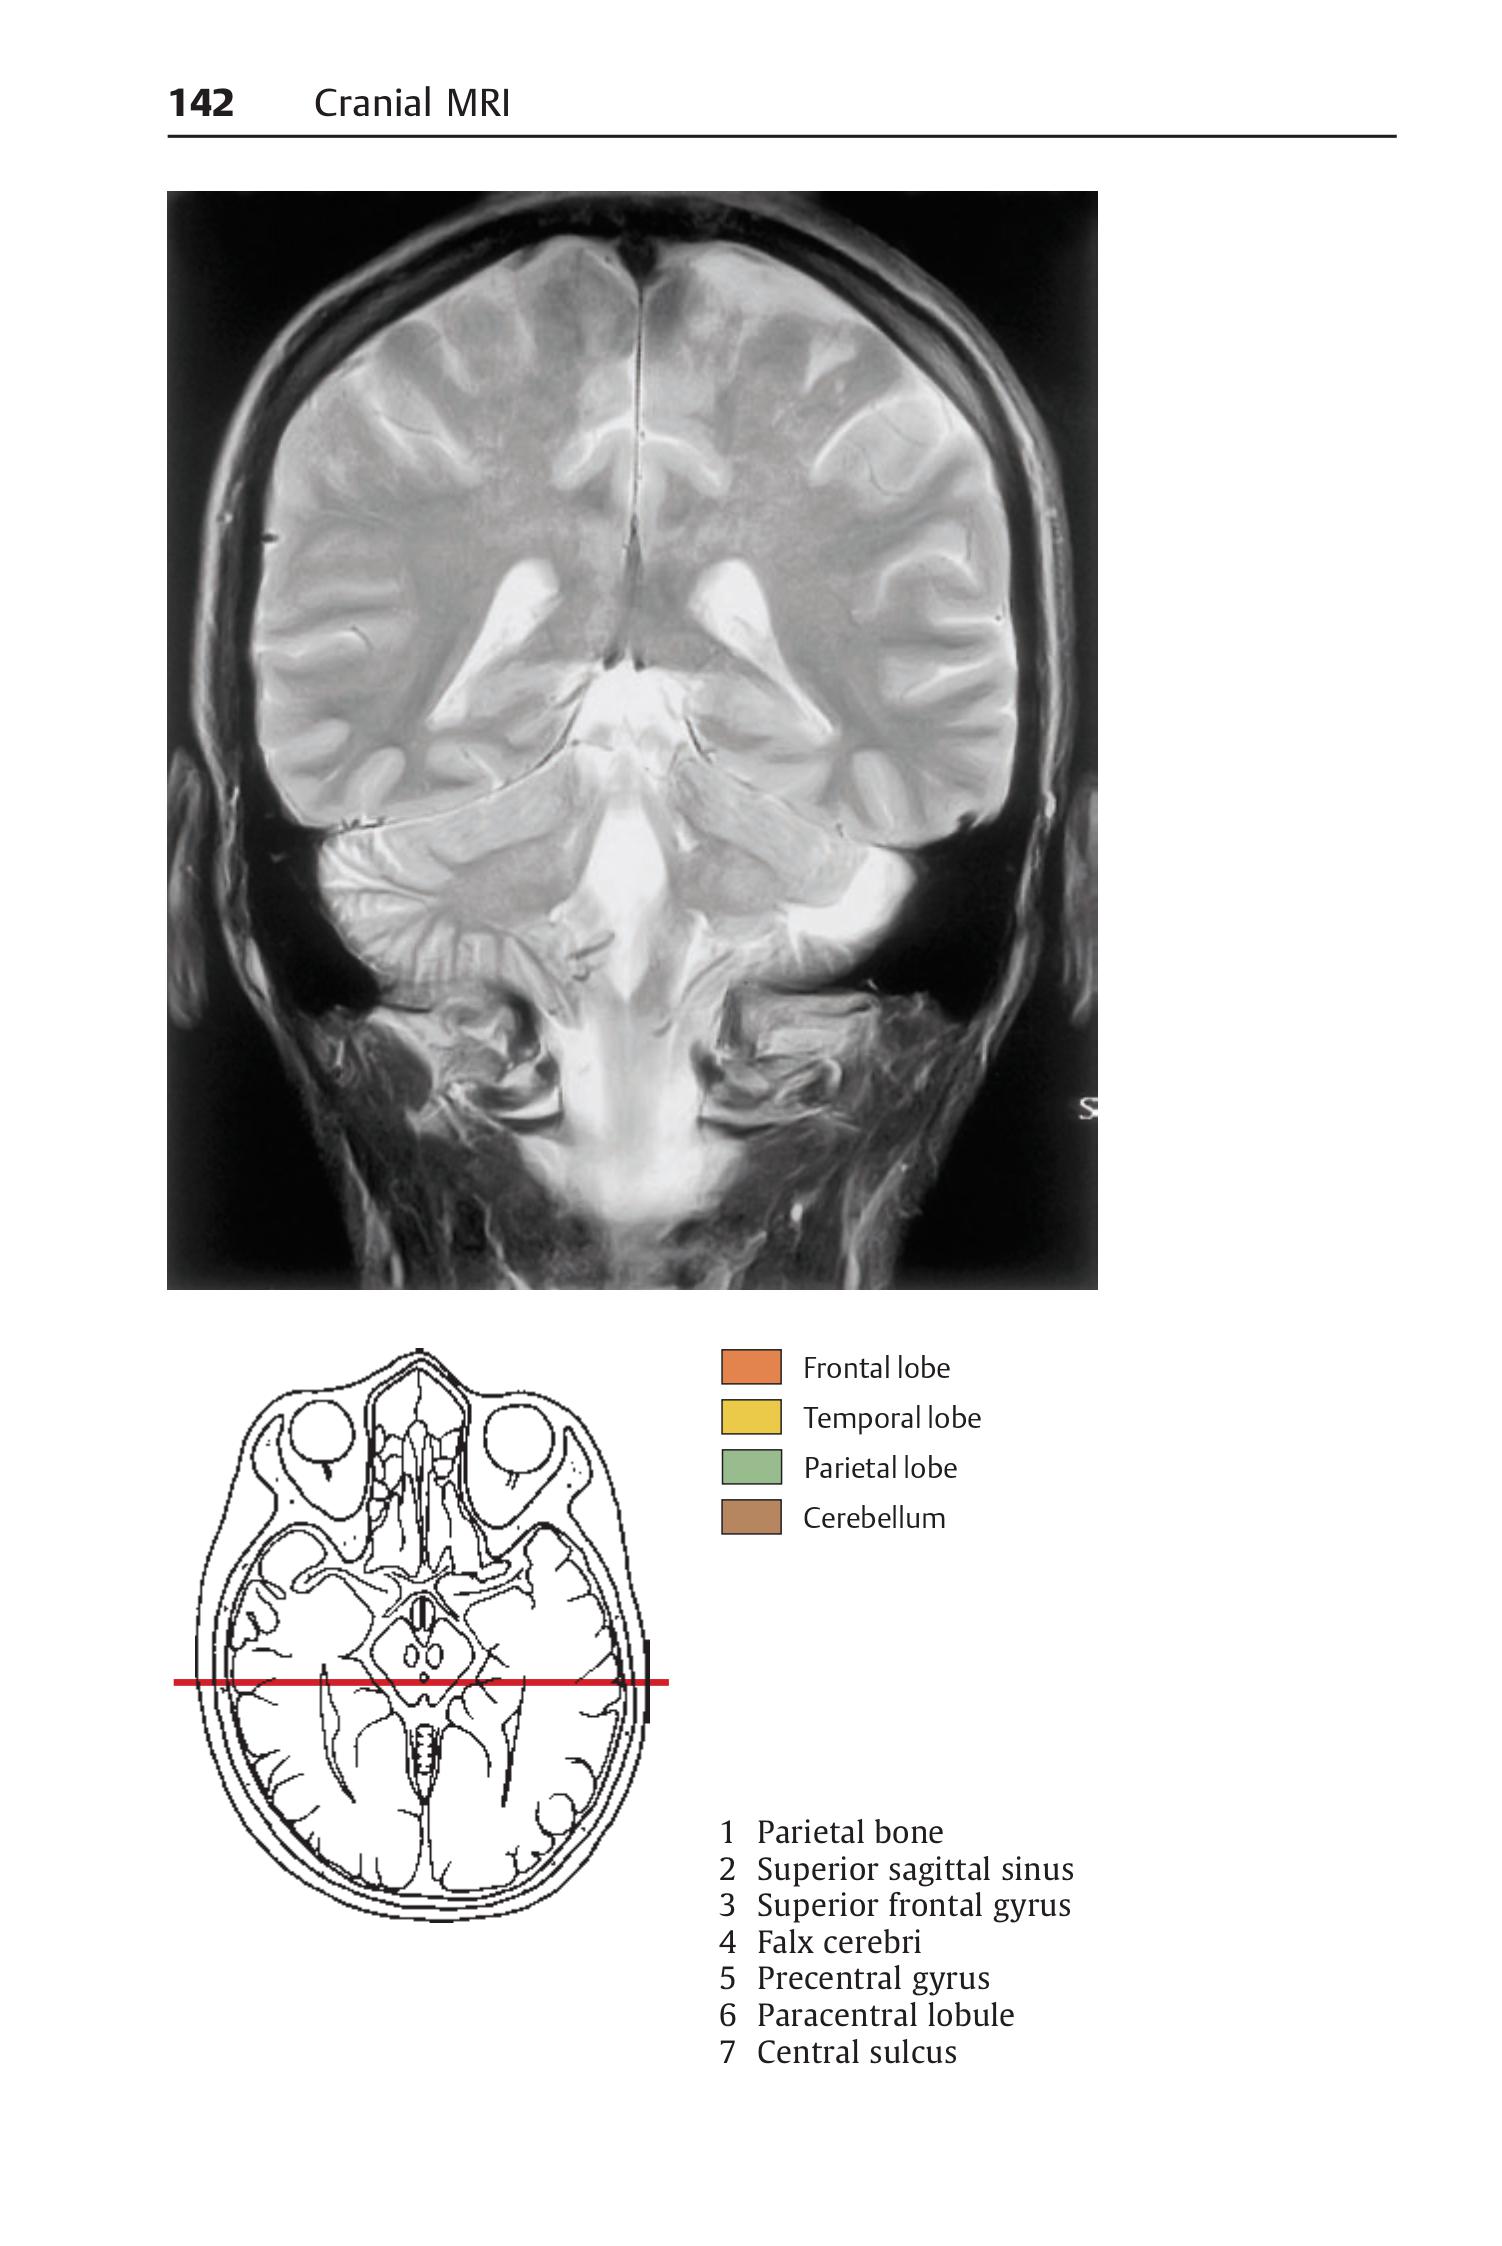 142 Cranial MRI
Frontal lobe
Temporal lobe
Parietal lobe
Cerebellum
1 Parietal bone
2 Superior sagittal sinus
3 Superior frontal gyrus
4 Falx cerebri
5 Precentral gyrus
6 Paracentral lobule
7 Central sulcus